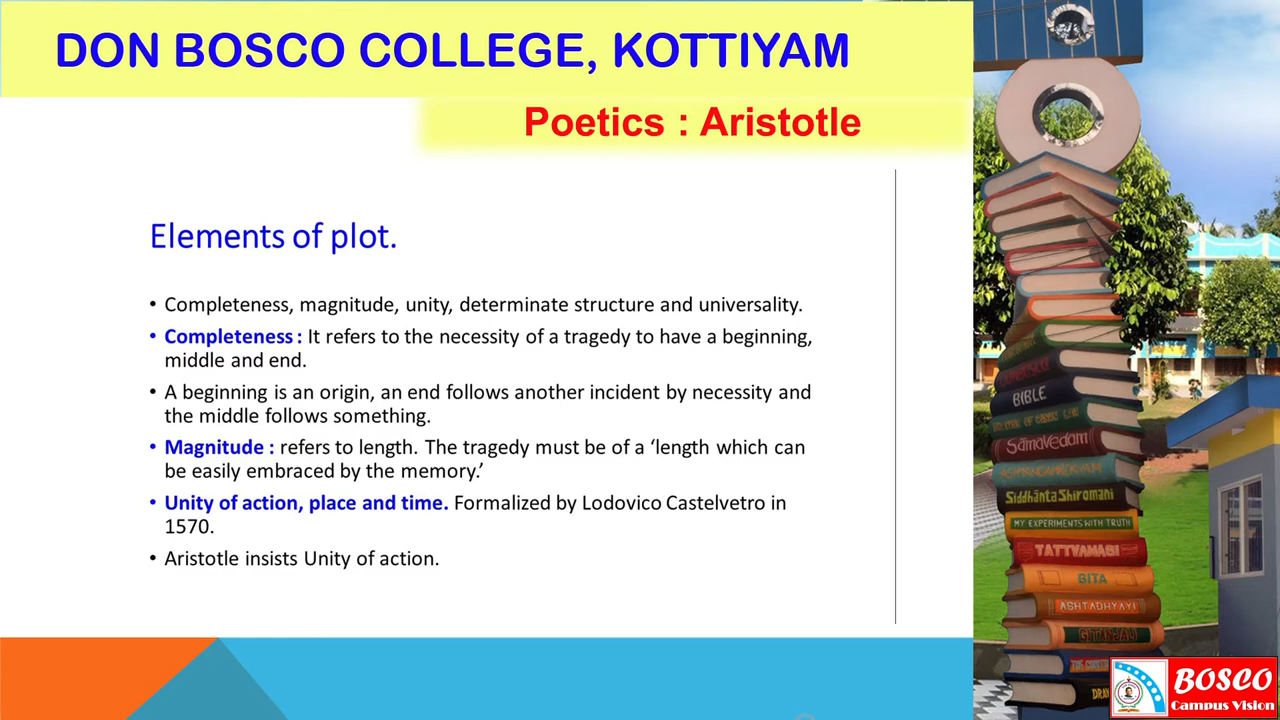 DON BOSCO COLLEGE, KOTTIYAM
Poetics : Aristotle
Elements of plot.
• Completeness, magnitude, unity, determinate structure and universality.
• Completeness : It refers to the necessity of a tragedy to have a beginning,
middle and end.
• A beginning is an origin, an end follows another incident by necessity and
the middle follows something.
• Magnitude : refers to length. The tragedy must be of a ‘length which can
be easily embraced by the memory.’
• Unity of action, place and time. Formalized by Lodovico Castelvetro in
1570.
• Aristotle insists Unity of action.
BIBLE
Samavedam
Siddhānta Shiromani
MY EXPERIMENTS WITH TRUTH
GITA
ASHTADHYAYI
GITANJALI
BOSCO
Campus Vision